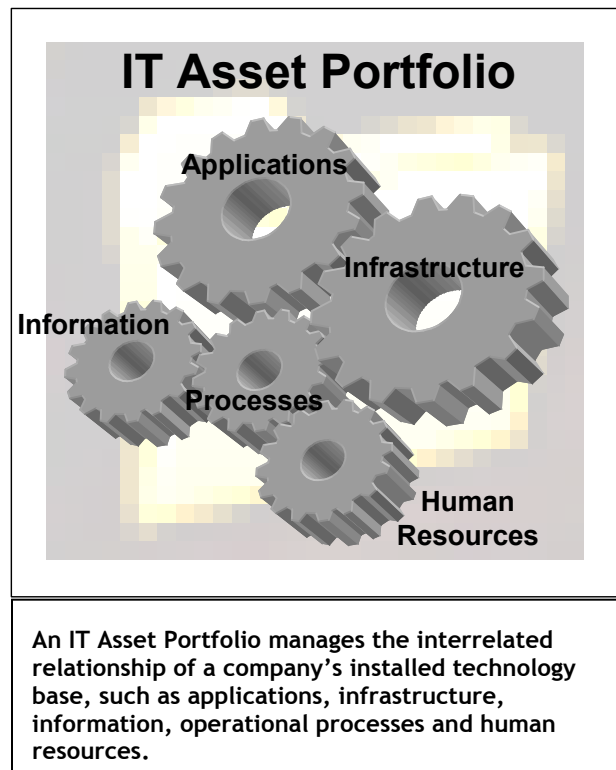 IT Asset Portfolio
Applications
Infrastructure
Information
Processes
Human
Resources
An IT Asset Portfolio manages the interrelated
relationship of a company’s installed technology
base, such as applications, infrastructure,
information, operational processes and human
resources.